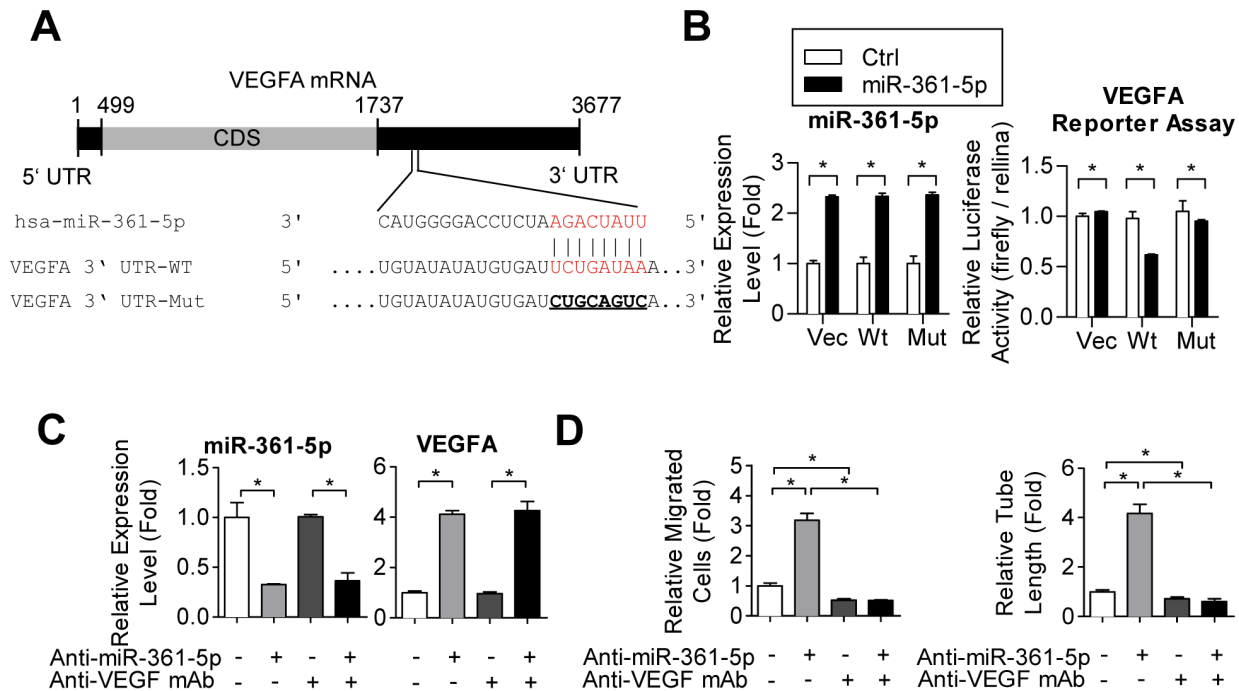 A
VEGFA mRNA
1 499 1737 3677
CDS
5‘ UTR 3‘ UTR
hsa-miR-361-5p 3' CAUGGGGACCUCUAAGACUAUU 5'
VEGFA 3‘ UTR-WT 5' ....UGUAUAUAUGUGAUUCUGAUAAA..3'
VEGFA 3‘ UTR-Mut 5' ....UGUAUAUAUGUGAUCUGCAGUCA..3'
B
Ctrl
miR-361-5p
miR-361-5p
Relative Expression
Level (Fold)
3
2
1
0
* * *
Vec Wt Mut
VEGFA
Reporter Assay
Relative Luciferase
Activity (firefly / rellina)
1.5
1.0
0.5
0.0
* * *
Vec Wt Mut
C
miR-361-5p
Relative Expression
Level (Fold)
1.5
1.0
0.5
0.0
* *
VEGFA
6
4
2
0
* *
Anti-miR-361-5p - + - + - + - +
Anti-VEGF mAb - - + + - - + +
D
Relative Migrated
Cells (Fold)
5
4
3
2
1
0
*
* *
Relative Tube
Length (Fold)
6
4
2
0
*
* *
Anti-miR-361-5p - + - + Anti-miR-361-5p - + - +
Anti-VEGF mAb - - + + Anti-VEGF mAb - - + +